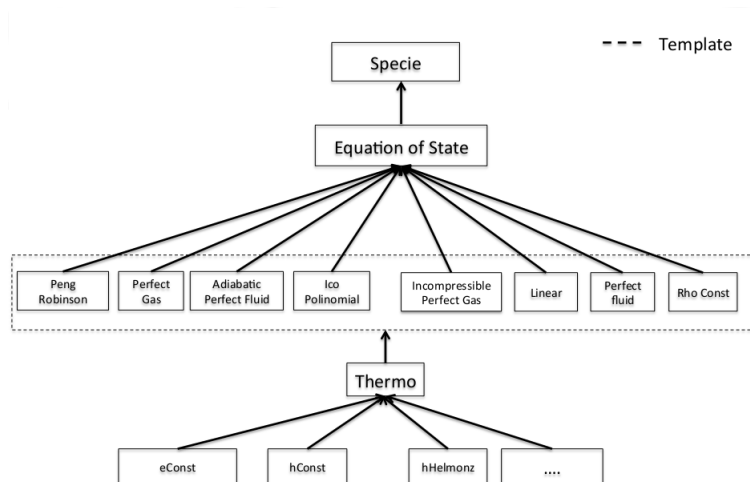 Specie
Template
Equation of State
Peng
Robinson
Perfect
Gas
Adiabatic
Perfect Fluid
Ico
Polinomial
Incompressible
Perfect Gas
Linear
Perfect
fluid
Rho Const
Thermo
eConst
hConst
hHelmonz
....